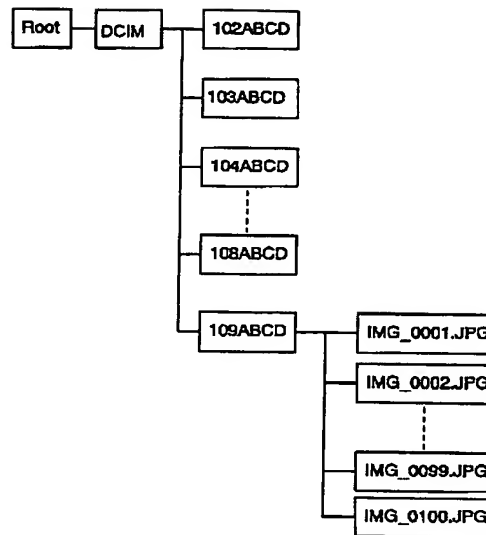 Root
DCIM
102ABCD
103ABCD
104ABCD
108ABCD
109ABCD
IMG_0001.JPG
IMG_0002.JPG
IMG_0099.JPG
IMG_0100.JPG